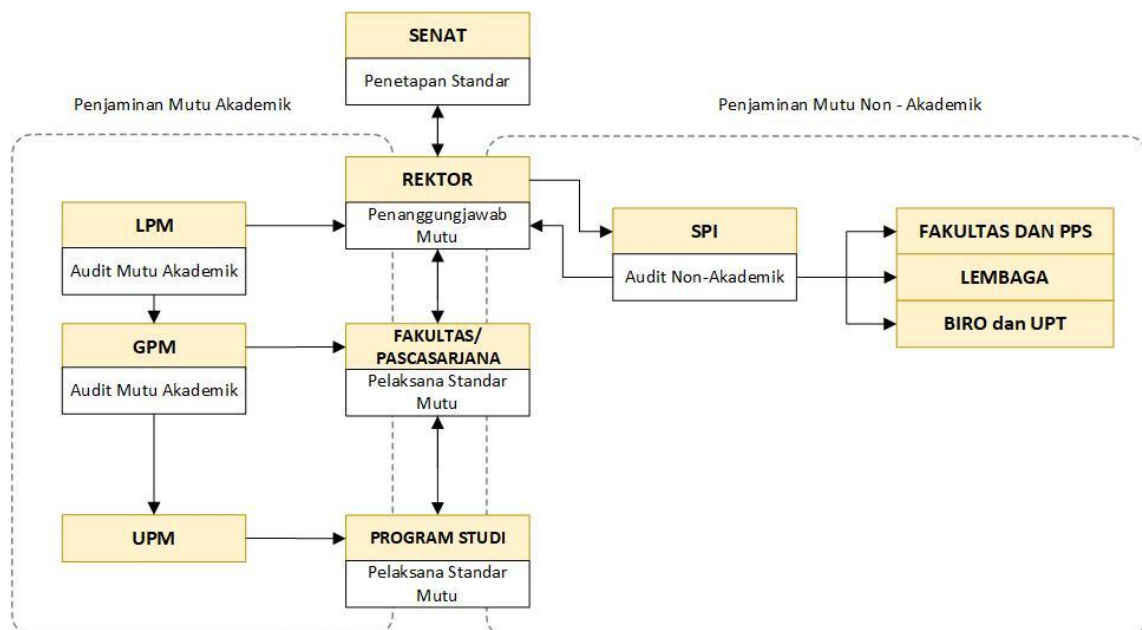 SENAT
Penetapan Standar
Penjaminan Mutu Akademik
Penjaminan Mutu Non - Akademik
REKTOR
Penanggungjawab
Mutu
LPM
Audit Mutu Akademik
SPI
Audit Non-Akademik
FAKULTAS DAN PPS
LEMBAGA
BIRO dan UPT
GPM
Audit Mutu Akademik
FAKULTAS/
PASCASARJANA
Pelaksana Standar
Mutu
UPM
PROGRAM STUDI
Pelaksana Standar
Mutu